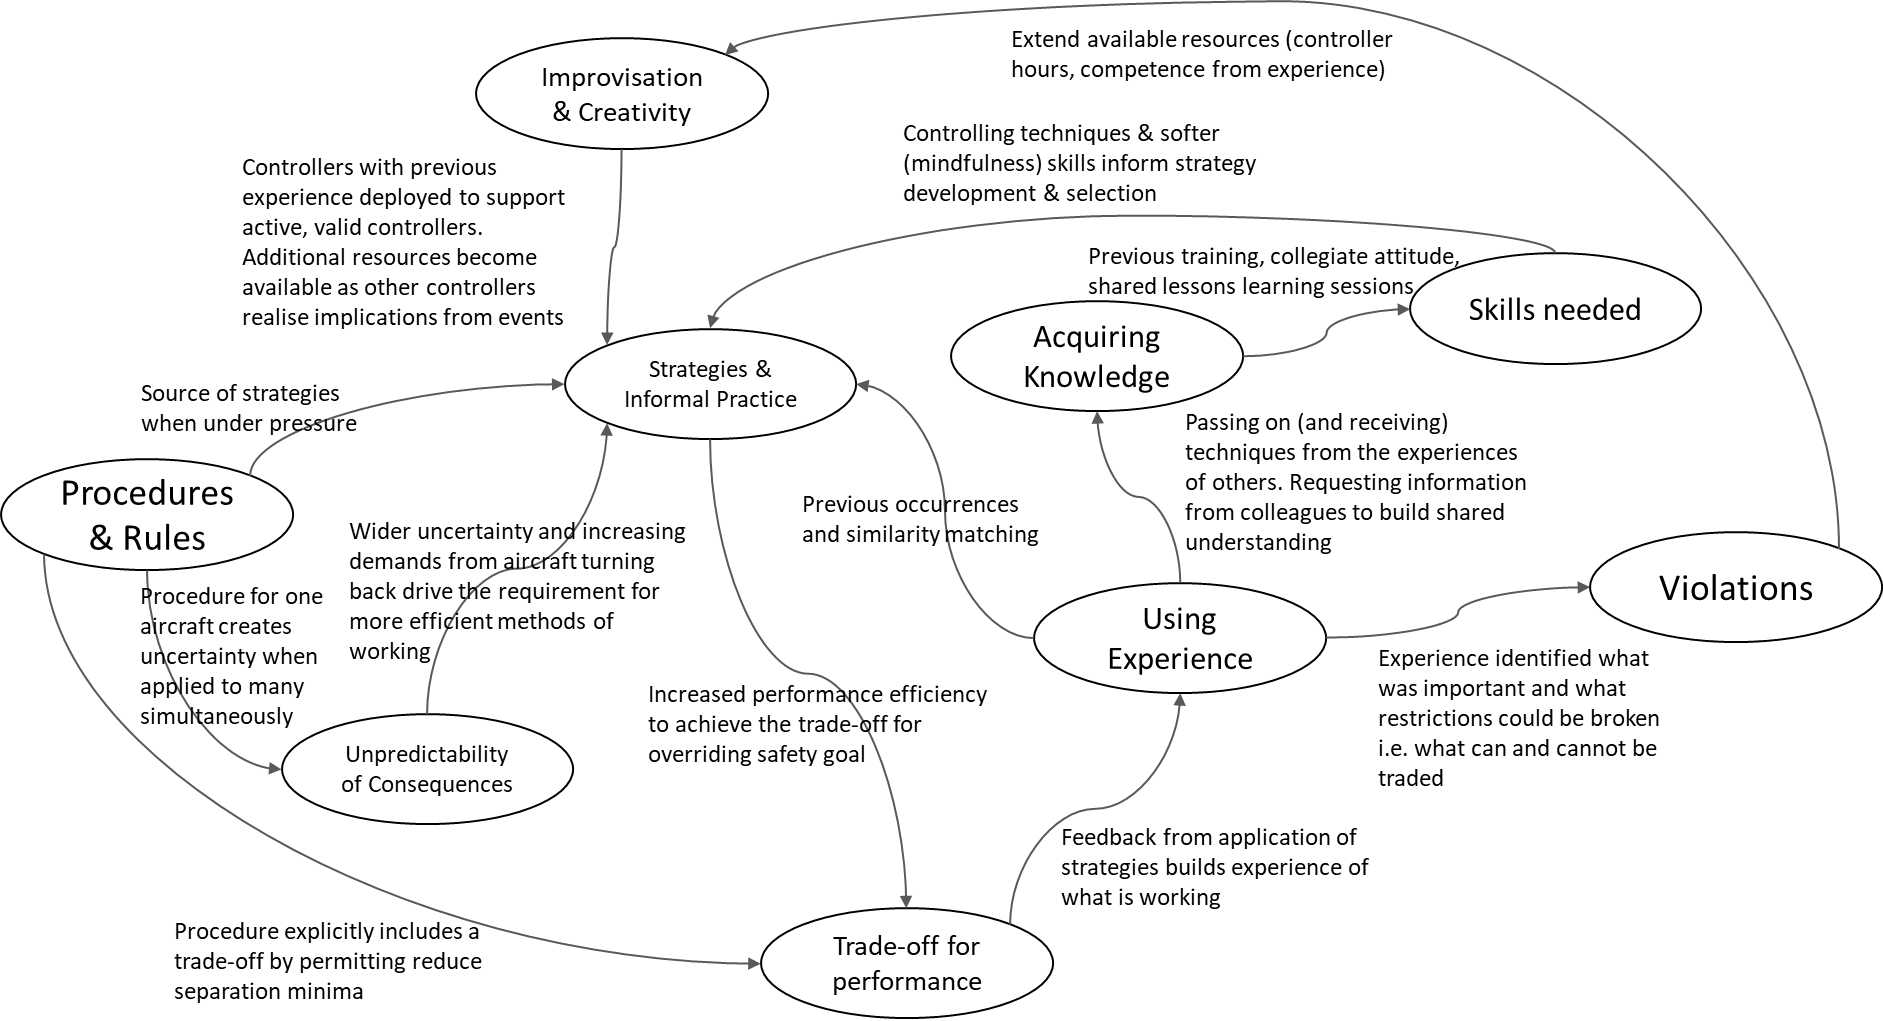 Extend available resources (controller
hours, competence from experience)
Improvisation
& Creativity
Controlling techniques & softer
(mindfulness) skills inform strategy
development & selection
Controllers with previous
experience deployed to support
active, valid controllers.
Additional resources become
available as other controllers
realise implications from events
Previous training, collegiate attitude,
shared lessons learning sessions
Skills needed
Acquiring
Knowledge
Strategies &
Informal Practice
Source of strategies
when under pressure
Passing on (and receiving)
techniques from the experiences
of others. Requesting information
from colleagues to build shared
understanding
Procedures
& Rules
Previous occurrences
and similarity matching
Wider uncertainty and increasing
demands from aircraft turning
back drive the requirement for
more efficient methods of
working
Violations
Procedure for one
aircraft creates
uncertainty when
applied to many
simultaneously
Using
Experience
Experience identified what
was important and what
restrictions could be broken
i.e. what can and cannot be
traded
Increased performance efficiency
to achieve the trade-off for
overriding safety goal
Unpredictability
of Consequences
Feedback from application of
strategies builds experience of
what is working
Procedure explicitly includes a
trade-off by permitting reduce
separation minima
Trade-off for
performance